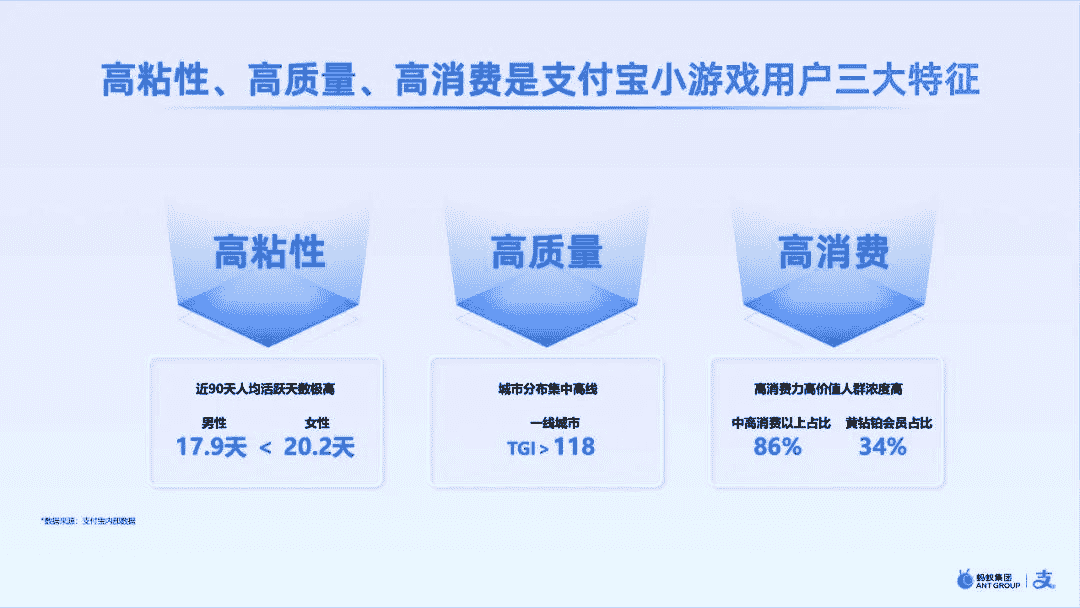 高粘性、高质量、高消费是支付宝小游戏用户三大特征
高粘性
高质量
高消费
近90天人均活跃天数极高
男性 女性
17.9天 < 20.2天
城市分布集中高线
一线城市
TGI > 118
高消费力高价值人群浓度高
中高消费以上占比 黄钻铂会员占比
86% 34%
*数据来源：支付宝内部数据
蚂蚁集团
ANT GROUP
支